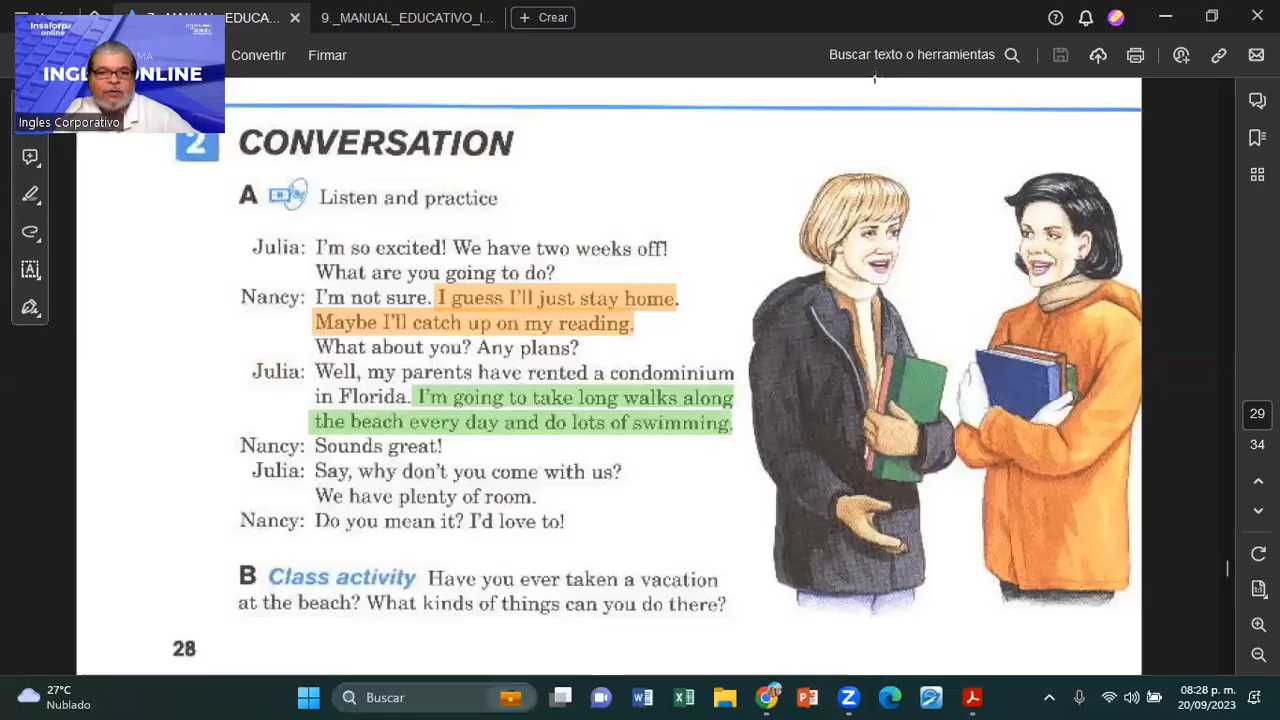 7._MANUAL_EDUCA...
9._MANUAL_EDUCATIVO_I...
Crear
Convertir
Firmar
Buscar texto o herramientas
Insaforp
online
INGL
ONLINE
Ingles Corporativo
2 CONVERSATION
A Listen and practice
Julia: I'm so excited! We have two weeks off!
What are you going to do?
Nancy: I'm not sure. I guess I'll just stay home.
Maybe I'll catch up on my reading.
What about you? Any plans?
Julia: Well, my parents have rented a condominium
in Florida. I'm going to take long walks along
the beach every day and do lots of swimming.
Nancy: Sounds great!
Julia: Say, why don't you come with us?
We have plenty of room.
Nancy: Do you mean it? I'd love to!
B Class activity Have you ever taken a vacation
at the beach? What kinds of things can you do there?
28
29
34
27°C
Nublado
Buscar
08:28 p. m.
20/09/2023